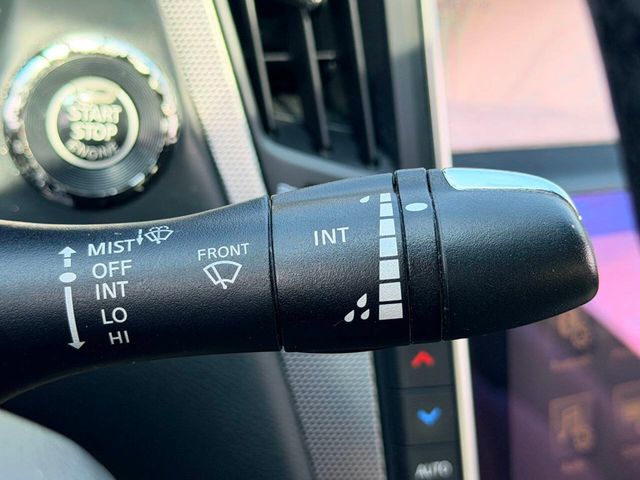 START
STOP
ENGINE
MIST
OFF
INT
LO
HI
FRONT
INT
AUTO